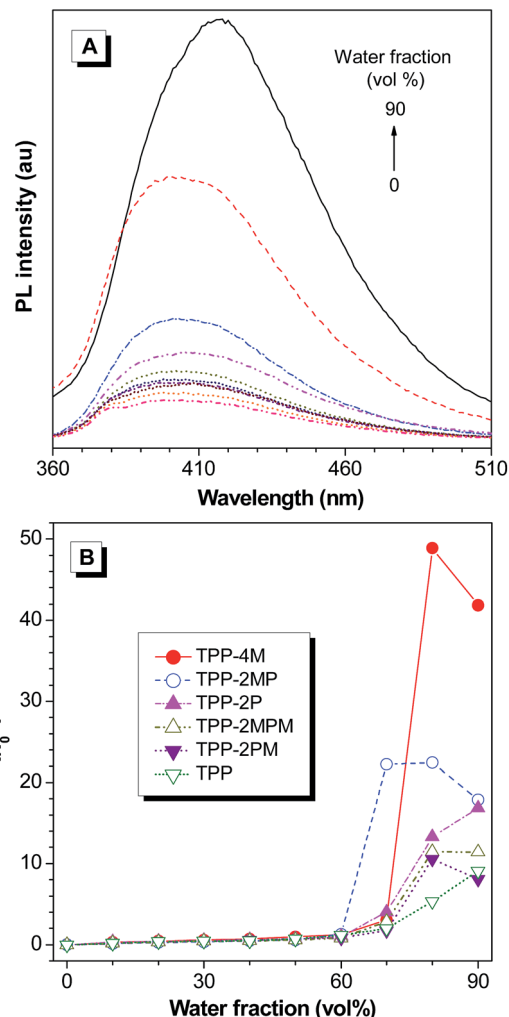 A
Water fraction
(vol %)
90
0
PL intensity (au)
360
410
460
510
Wavelength (nm)
B
50
40
30
20
10
0
TPP-4M
TPP-2MP
TPP-2P
TPP-2MPM
TPP-2PM
TPP
0
30
60
90
Water fraction (vol%)